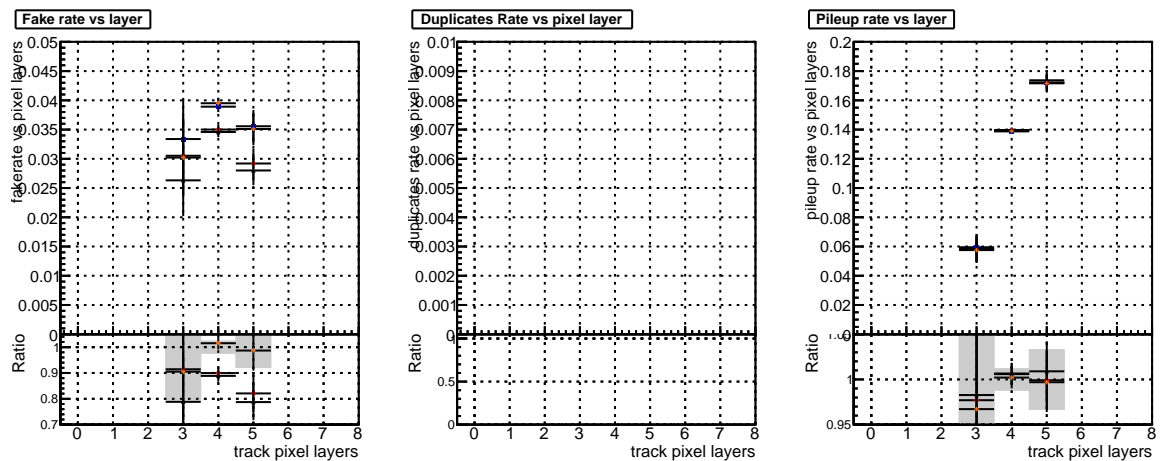 Fake rate vs layer
fakerate vs pixel layers
0.05
0.045
0.04
0.035
0.03
0.025
0.02
0.015
0.01
0.005
0
Ratio
1
0.9
0.8
0.7
0 1 2 3 4 5 6 7 8
track pixel layers
Duplicates Rate vs pixel layer
duplicates rate vs pixel layers
0.01
0.009
0.008
0.007
0.006
0.005
0.004
0.003
0.002
0.001
0
Ratio
1
0.5
0
0 1 2 3 4 5 6 7 8
track pixel layers
Pileup rate vs layer
pileup rate vs pixel layers
0.2
0.18
0.16
0.14
0.12
0.1
0.08
0.06
0.04
0.02
0
Ratio
1
0.95
0 1 2 3 4 5 6 7 8
track pixel layers